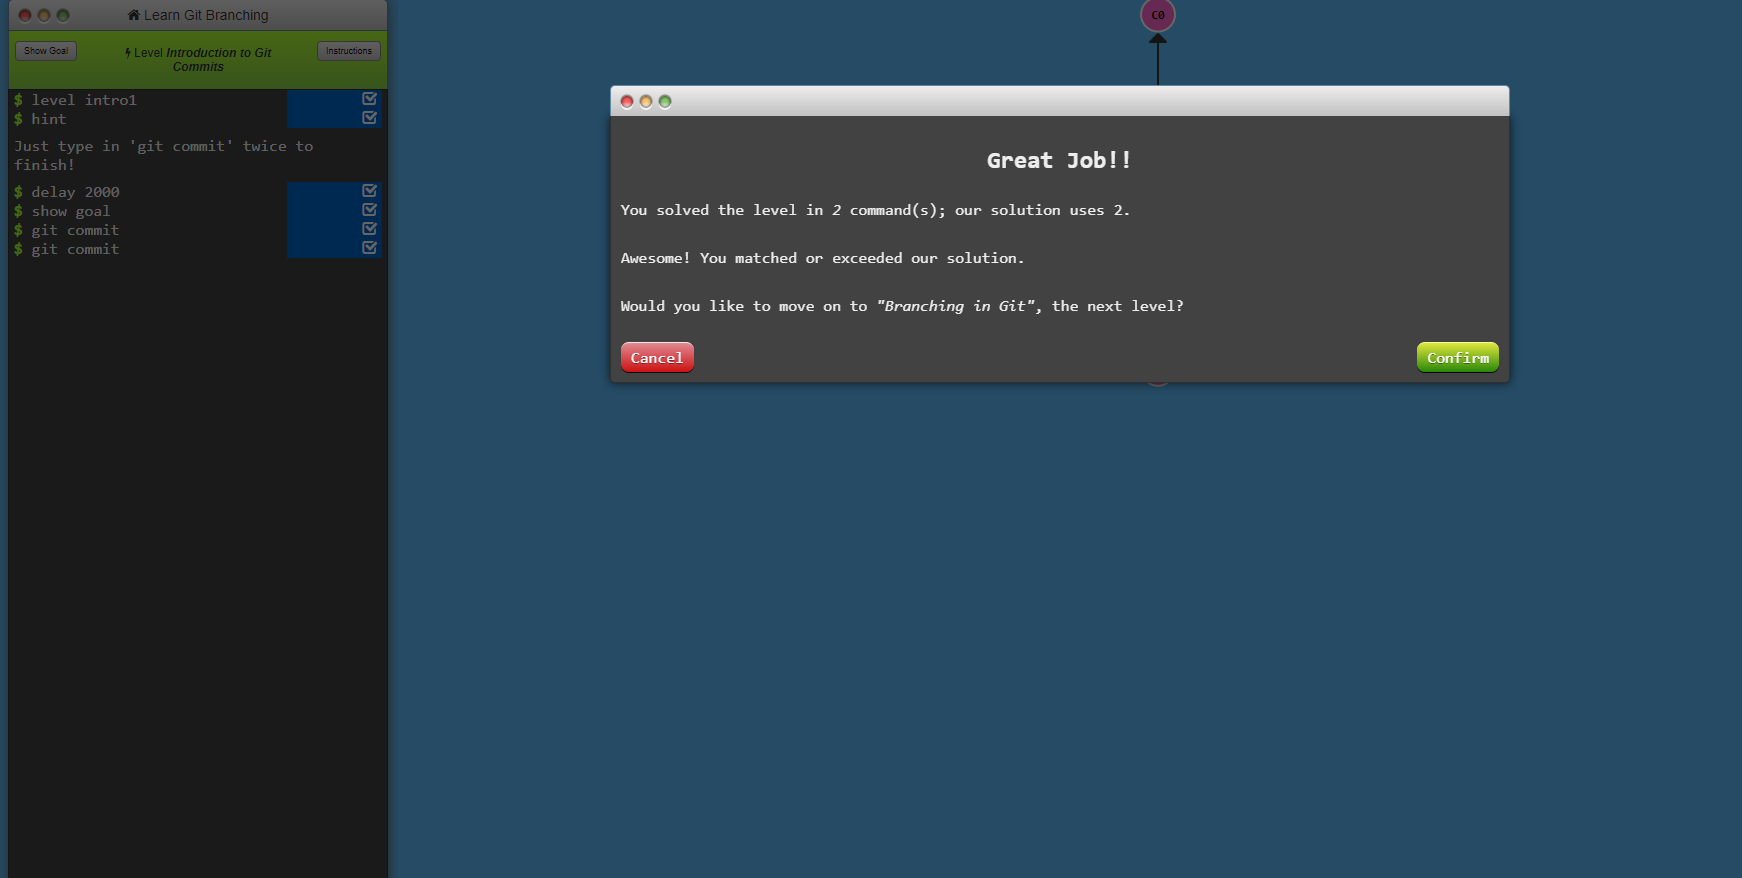 Learn Git Branching
Show Goal
Level Introduction to Git
Commits
Instructions
$ level intro1
$ hint
Just type in 'git commit' twice to
finish!
$ delay 2000
$ show goal
$ git commit
$ git commit
C0
Great Job!!
You solved the level in 2 command(s); our solution uses 2.
Awesome! You matched or exceeded our solution.
Would you like to move on to "Branching in Git", the next level?
Cancel
Confirm